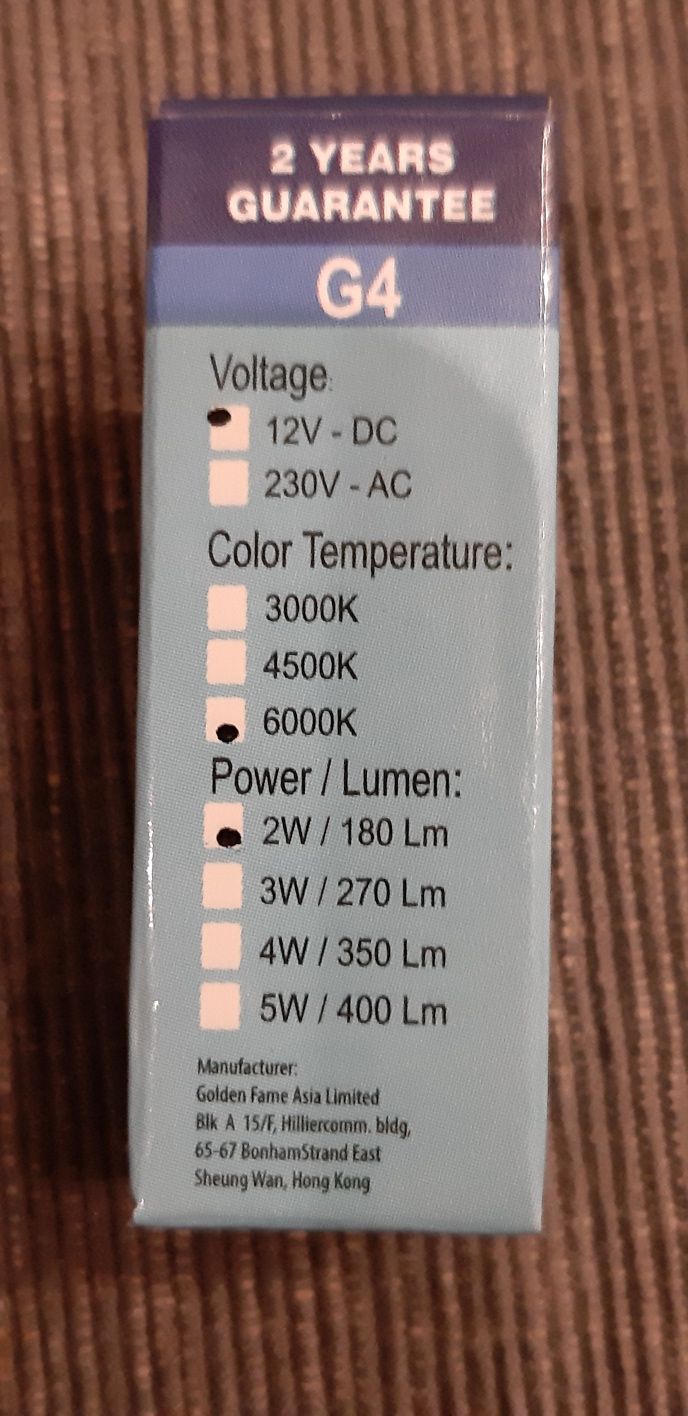 2 YEARS
GUARANTEE
G4
Voltage:
12V - DC
230V - AC
Color Temperature:
3000K
4500K
6000K
Power / Lumen:
2W / 180 Lm
3W / 270 Lm
4W / 350 Lm
5W / 400 Lm
Manufacturer:
Golden Fame Asia Limited
Blk A 15/F, Hilliercomm. bldg,
65-67 BonhamStrand East
Sheung Wan, Hong Kong